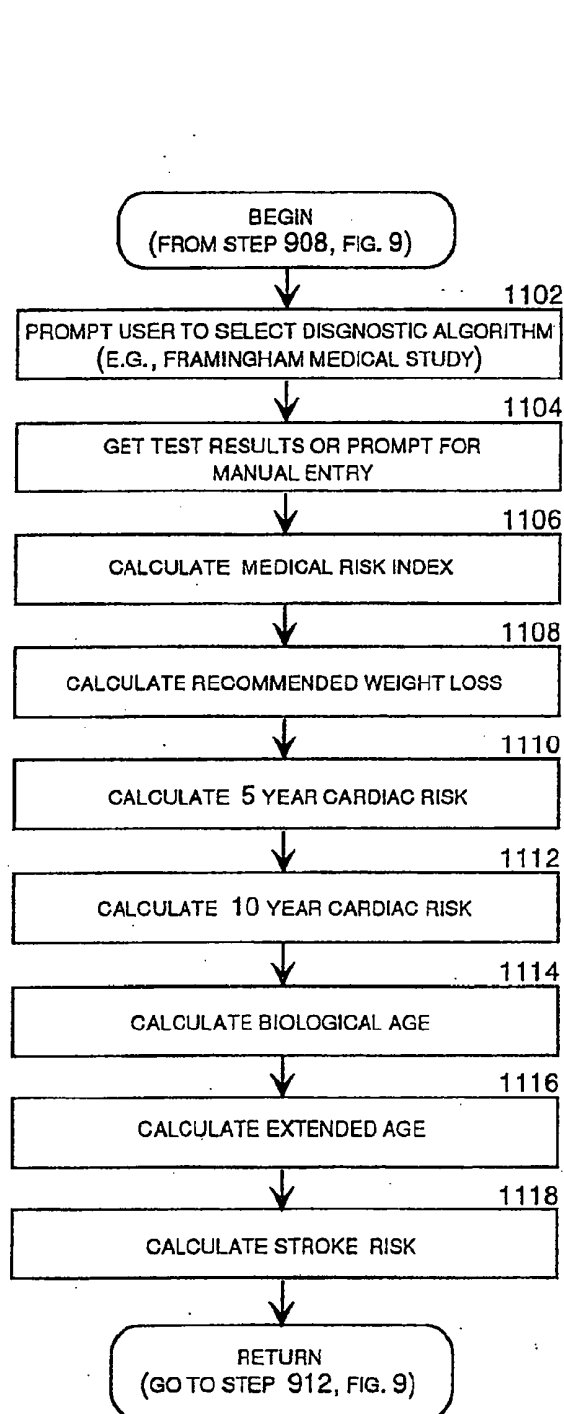 BEGIN
(FROM STEP 908, FIG. 9)
1102
PROMPT USER TO SELECT DISGNOSTIC ALGORITHM
(E.G., FRAMINGHAM MEDICAL STUDY)
1104
GET TEST RESULTS OR PROMPT FOR
MANUAL ENTRY
1106
CALCULATE MEDICAL RISK INDEX
1108
CALCULATE RECOMMENDED WEIGHT LOSS
1110
CALCULATE 5 YEAR CARDIAC RISK
1112
CALCULATE 10 YEAR CARDIAC RISK
1114
CALCULATE BIOLOGICAL AGE
1116
CALCULATE EXTENDED AGE
1118
CALCULATE STROKE RISK
RETURN
(GO TO STEP 912, FIG. 9)